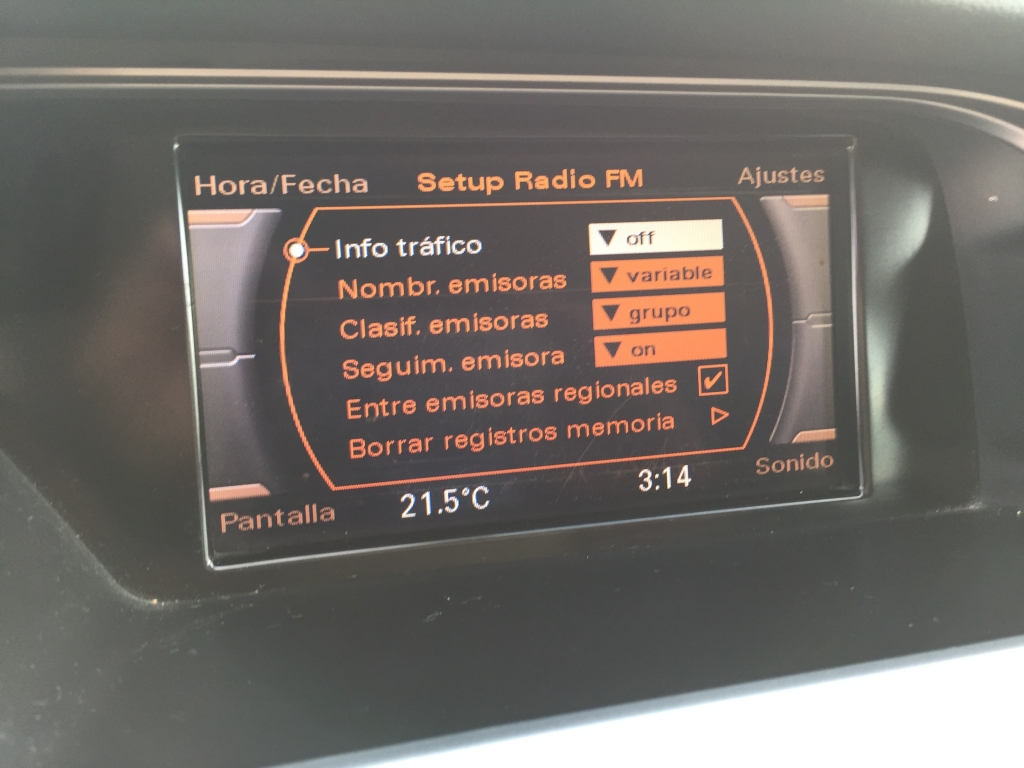 Hora/Fecha Setup Radio FM Ajustes
Info tráfico off
Nombr. emisoras variable
Clasif. emisoras grupo
Seguim. emisora on
Entre emisoras regionales
Borrar registros memoria
Pantalla 21.5°C 3:14 Sonido